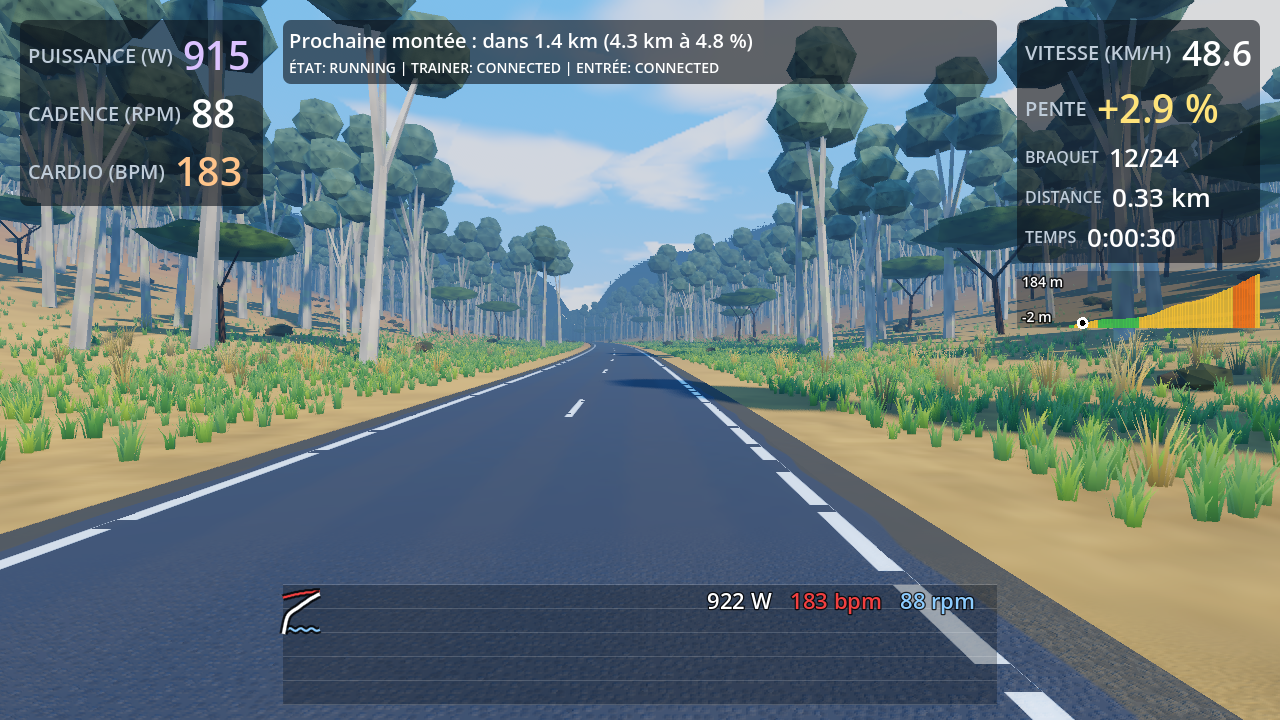 PUISSANCE (W) 915
CADENCE (RPM) 88
CARDIO (BPM) 183
Prochaine montée : dans 1.4 km (4.3 km à 4.8 %)
ÉTAT: RUNNING | TRAINER: CONNECTED | ENTRÉE: CONNECTED
VITESSE (KM/H) 48.6
PENTE +2.9 %
BRAQUET 12/24
DISTANCE 0.33 km
TEMPS 0:00:30
184 m
-2 m
922 W 183 bpm 88 rpm